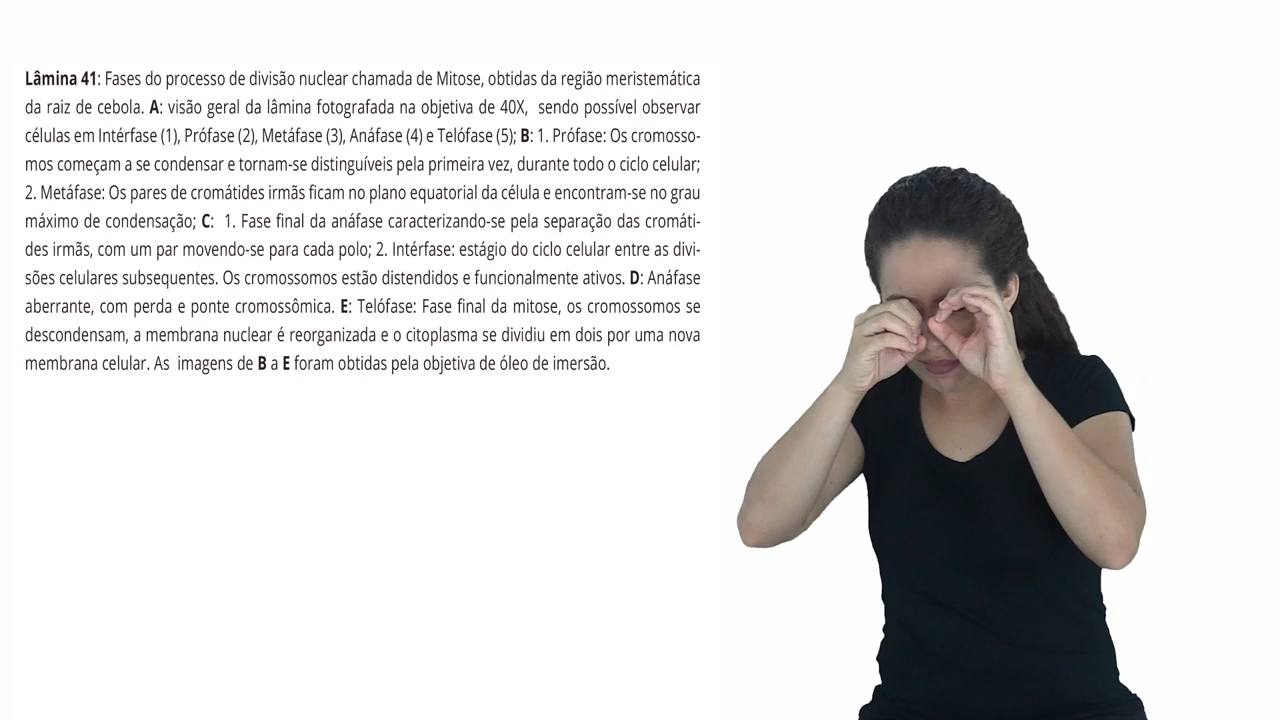 Lâmina 41: Fases do processo de divisão nuclear chamada de Mitose, obtidas da região meristemática
da raiz de cebola. A: visão geral da lâmina fotografada na objetiva de 40X, sendo possível observar
células em Intérfase (1), Prófase (2), Metáfase (3), Anáfase (4) e Telófase (5); B: 1. Prófase: Os cromosso-
mos começam a se condensar e tornam-se distinguíveis pela primeira vez, durante todo o ciclo celular;
2. Metáfase: Os pares de cromátides irmãs ficam no plano equatorial da célula e encontram-se no grau
máximo de condensação; C: 1. Fase final da anáfase caracterizando-se pela separação das cromáti-
des irmãs, com um par movendo-se para cada polo; 2. Intérfase: estágio do ciclo celular entre as divi-
sões celulares subsequentes. Os cromossomos estão distendidos e funcionalmente ativos. D: Anáfase
aberrante, com perda e ponte cromossômica. E: Telófase: Fase final da mitose, os cromossomos se
descondensam, a membrana nuclear é reorganizada e o citoplasma se dividiu em dois por uma nova
membrana celular. As imagens de B a E foram obtidas pela objetiva de óleo de imersão.